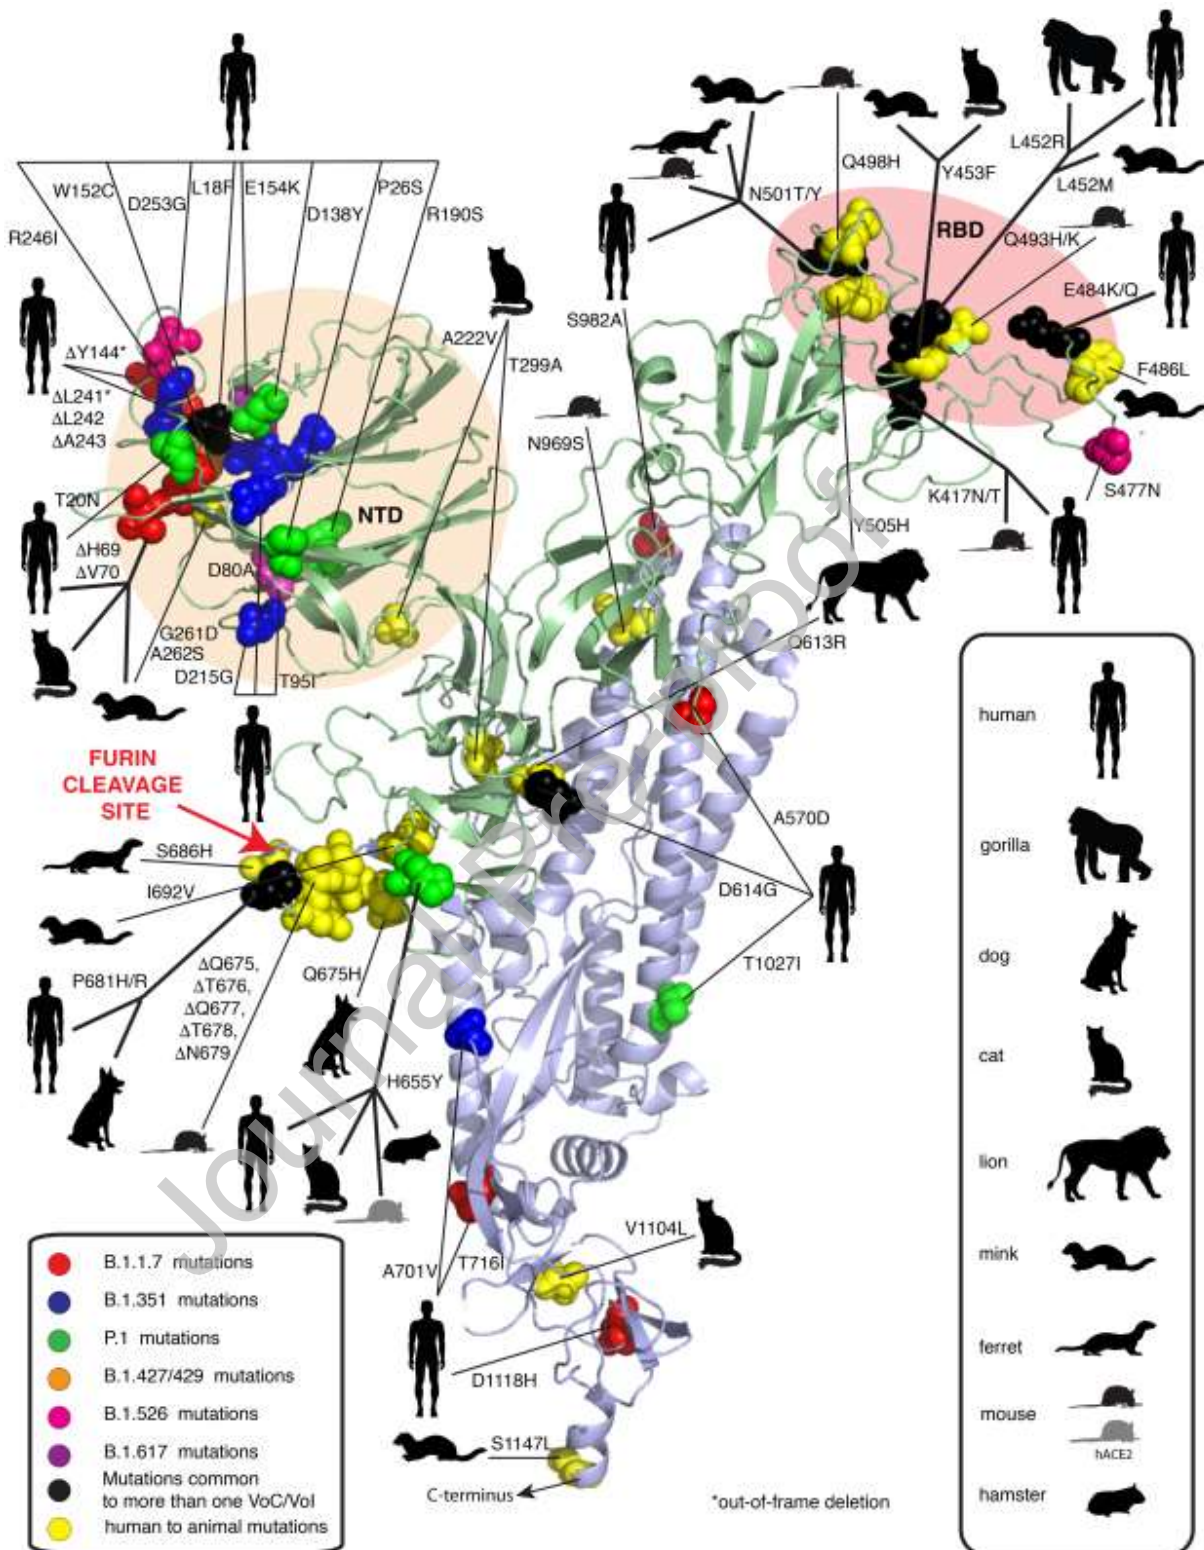 W152C
D253G
L18F
E154K
D138Y
P26S
R190S
R246I
ΔY144*
ΔL241*
ΔL242
ΔA243
T20N
ΔH69
ΔV70
D80A
NTD
G261D
A262S
D215G
T95I
A222V
T299A
N969S
S982A
N501T/Y
Q498H
Y453F
L452R
L452M
RBD
Q493H/K
E484K/Q
F486L
S477N
K417N/T
Y505H
Q613R
FURIN
CLEAVAGE
SITE
S686H
I692V
P681H/R
ΔQ675,
ΔT676,
ΔQ677,
ΔT678,
ΔN679
Q675H
H655Y
A570D
D614G
T1027I
A701V
T716I
V1104L
D1118H
S1147L
C-terminus
*out-of-frame deletion
Journal Pre-proof
B.1.1.7 mutations
B.1.351 mutations
P.1 mutations
B.1.427/429 mutations
B.1.526 mutations
B.1.617 mutations
Mutations common
to more than one VoC/VoI
human to animal mutations
human
gorilla
dog
cat
lion
mink
ferret
mouse
hACE2
hamster